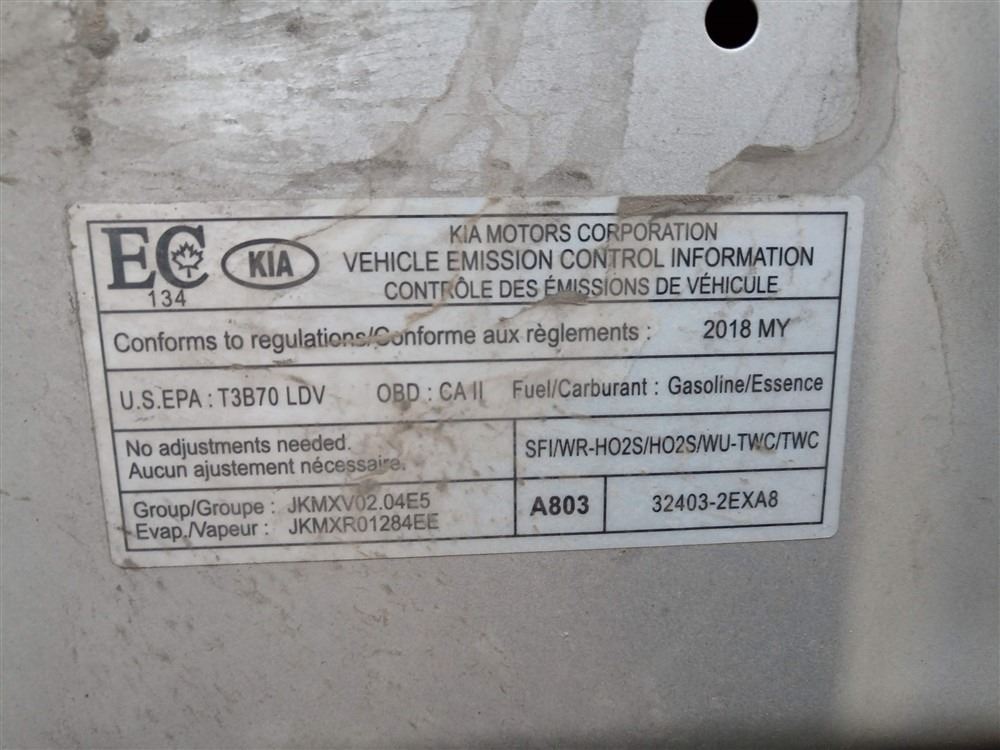 EC
134
KIA
KIA MOTORS CORPORATION
VEHICLE EMISSION CONTROL INFORMATION
CONTRÔLE DES ÉMISSIONS DE VÉHICULE
Conforms to regulations/Conforme aux règlements : 2018 MY
U.S.EPA : T3B70 LDV OBD : CA II Fuel/Carburant : Gasoline/Essence
No adjustments needed.
Aucun ajustement nécessaire.
SFI/WR-HO2S/HO2S/WU-TWC/TWC
Group/Groupe : JKMXV02.04E5
Evap./Vapeur : JKMXR01284EE
A803
32403-2EXA8